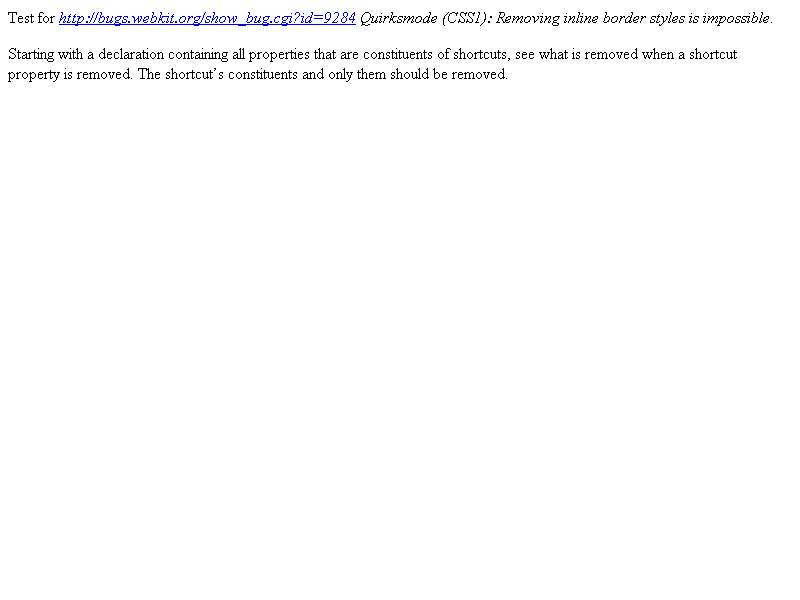 Test for http://bugs.webkit.org/show_bug.cgi?id=9284 Quirksmode (CSS1): Removing inline border styles is impossible.
Starting with a declaration containing all properties that are constituents of shortcuts, see what is removed when a shortcut
property is removed. The shortcut’s constituents and only them should be removed.